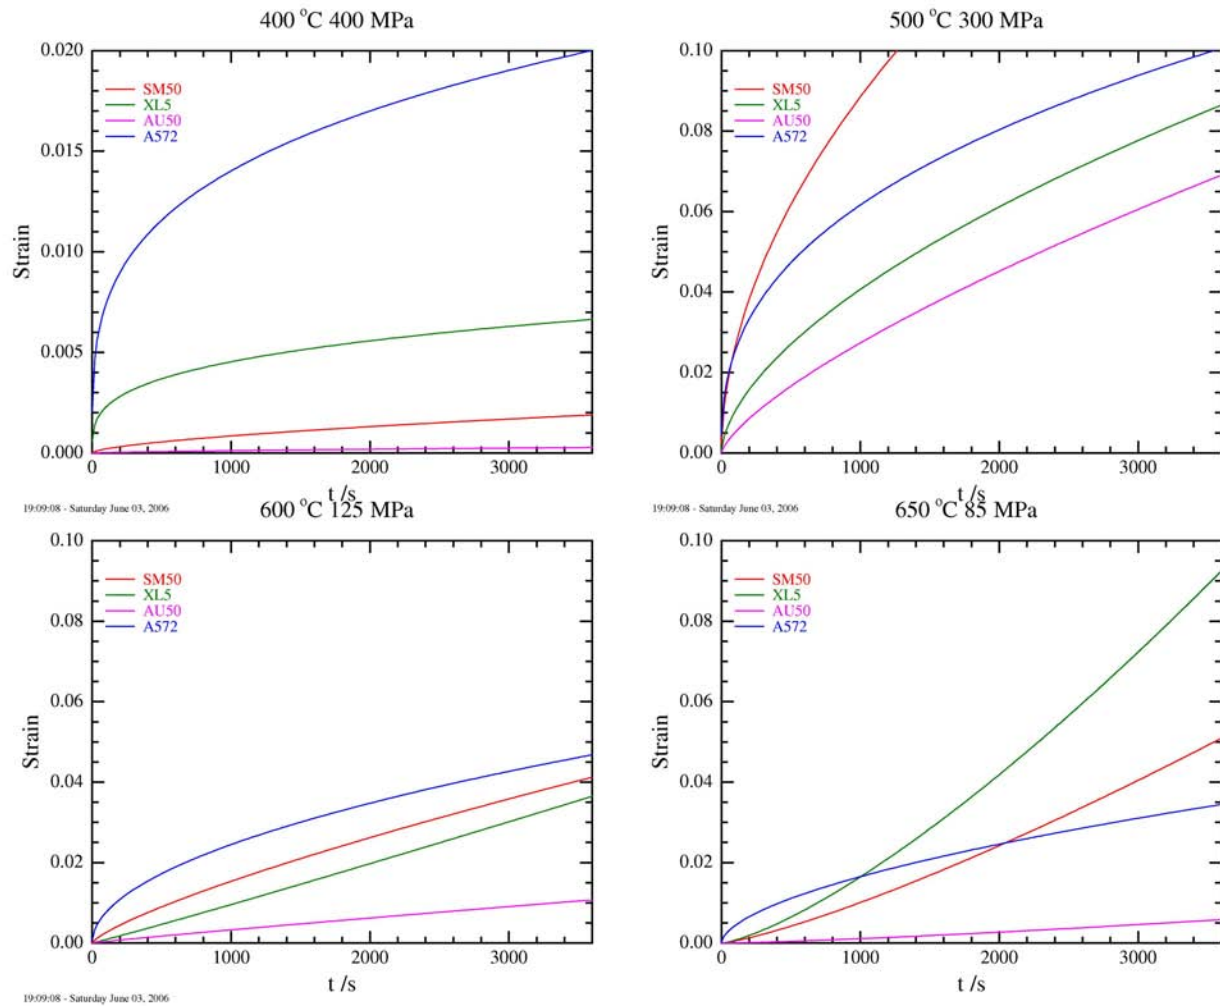 400 °C 400 MPa
0.020
0.015
0.010
0.005
0.000
Strain
SM50
XL5
AU50
A572
0 1000 2000 3000
t /s
19:09:08 - Saturday June 03, 2006
500 °C 300 MPa
0.10
0.08
0.06
0.04
0.02
0.00
Strain
SM50
XL5
AU50
A572
0 1000 2000 3000
t /s
19:09:08 - Saturday June 03, 2006
600 °C 125 MPa
0.10
0.08
0.06
0.04
0.02
0.00
Strain
SM50
XL5
AU50
A572
0 1000 2000 3000
t /s
19:09:08 - Saturday June 03, 2006
650 °C 85 MPa
0.10
0.08
0.06
0.04
0.02
0.00
Strain
SM50
XL5
AU50
A572
0 1000 2000 3000
t /s